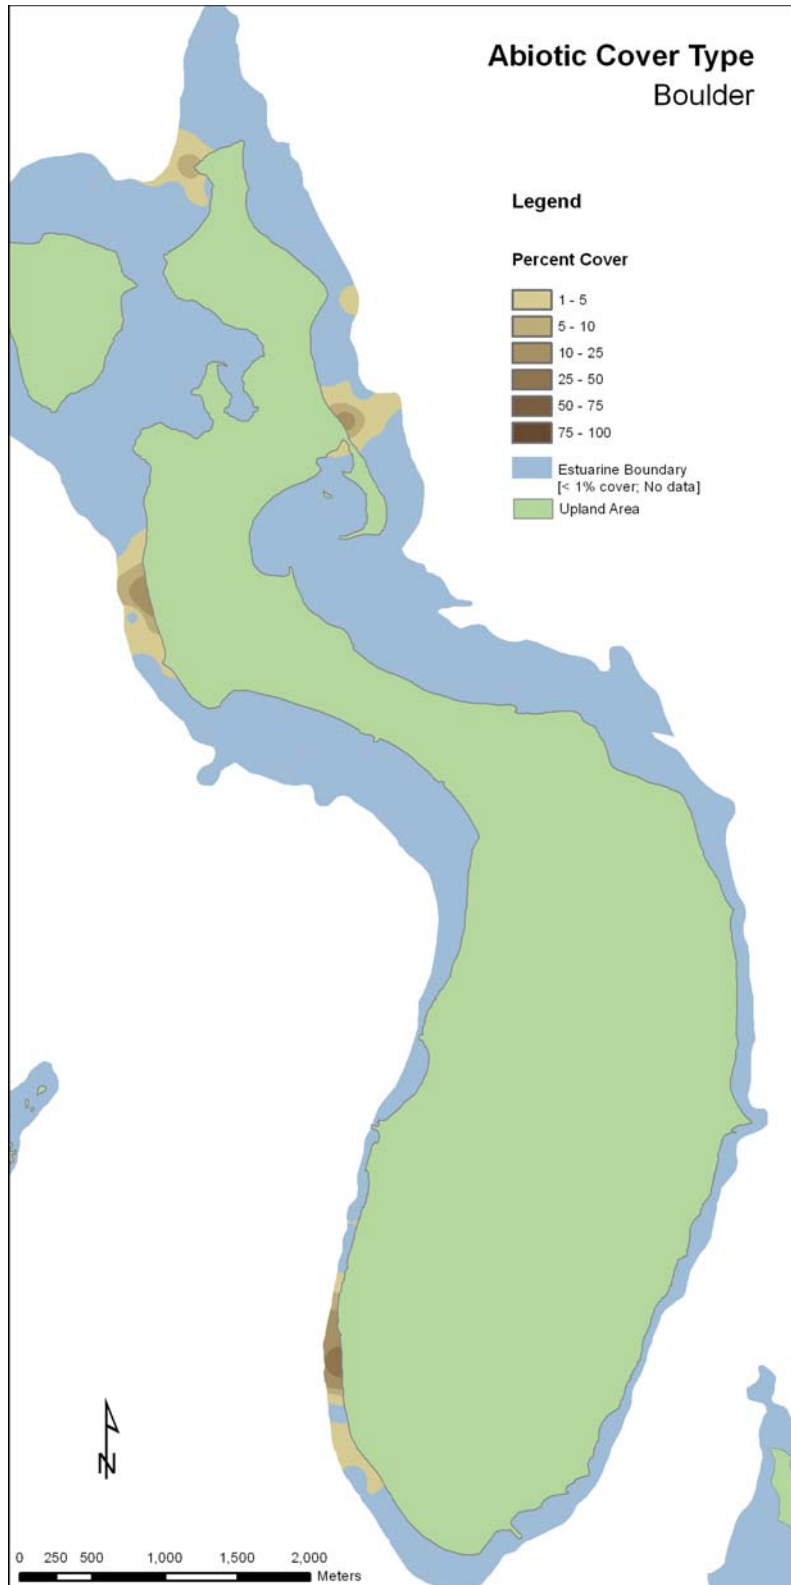 Abiotic Cover Type
Boulder
Legend
Percent Cover
1 - 5
5 - 10
10 - 25
25 - 50
50 - 75
75 - 100
Estuarine Boundary
[< 1% cover; No data]
Upland Area
N
0 250 500 1,000 1,500 2,000
Meters